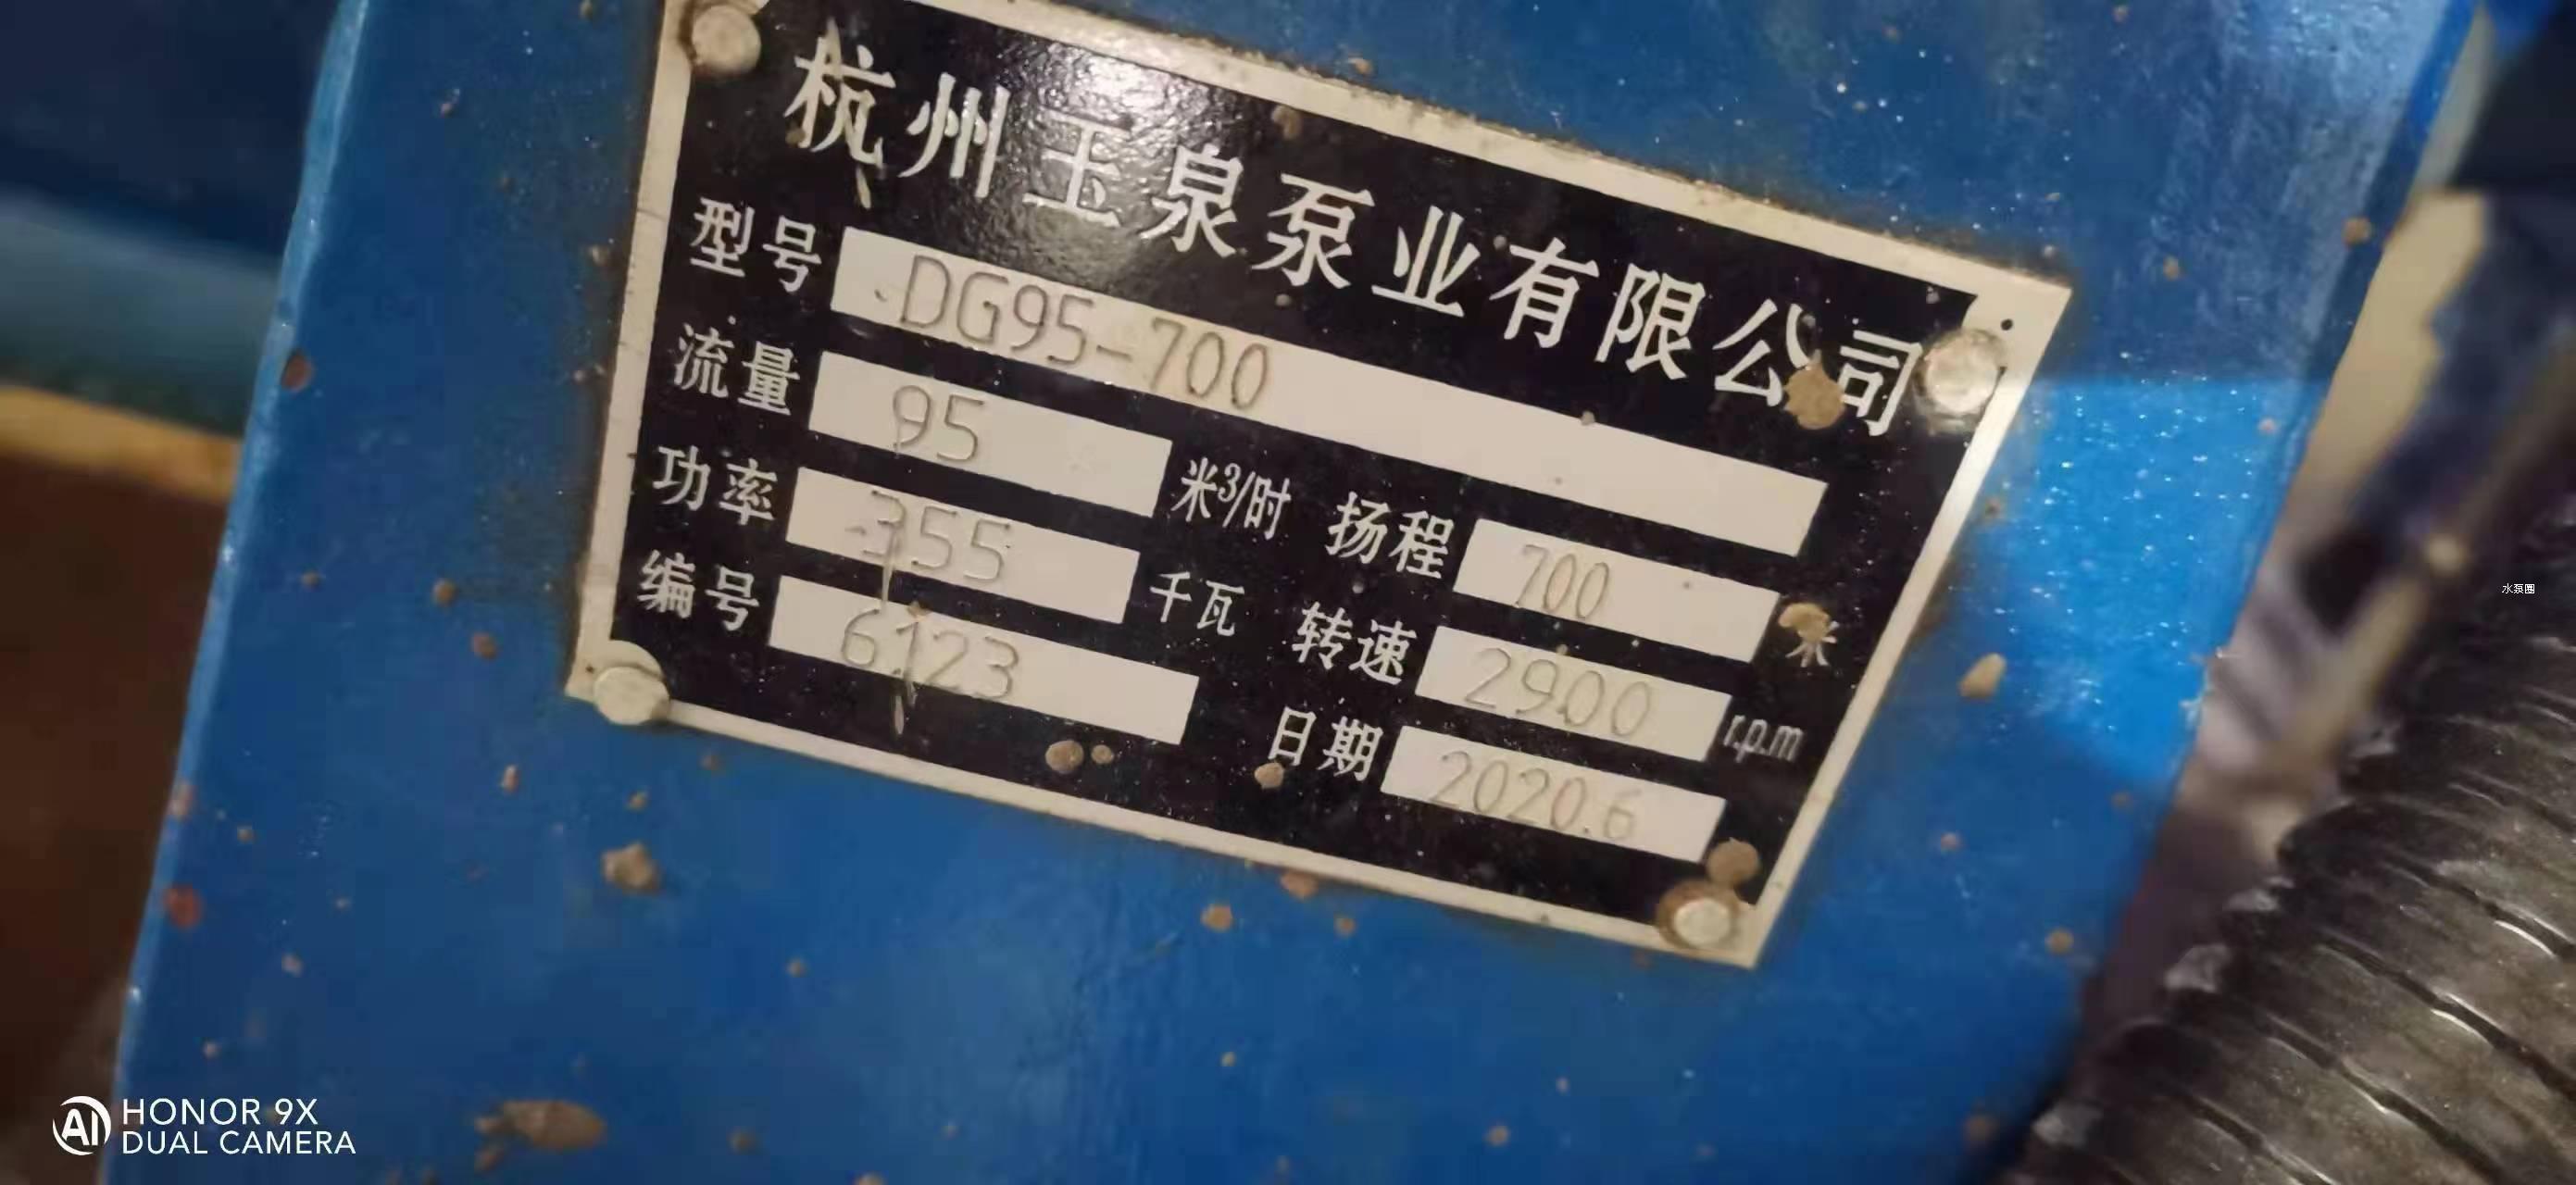 杭州玉泉泵业有限公司
型号 DG95-700
流量 95 米3/时 扬程 700 米
功率 355 千瓦 转速 2900 r.p.m
编号 6123 日期 2020.6
水泵圈
AI HONOR 9X
DUAL CAMERA